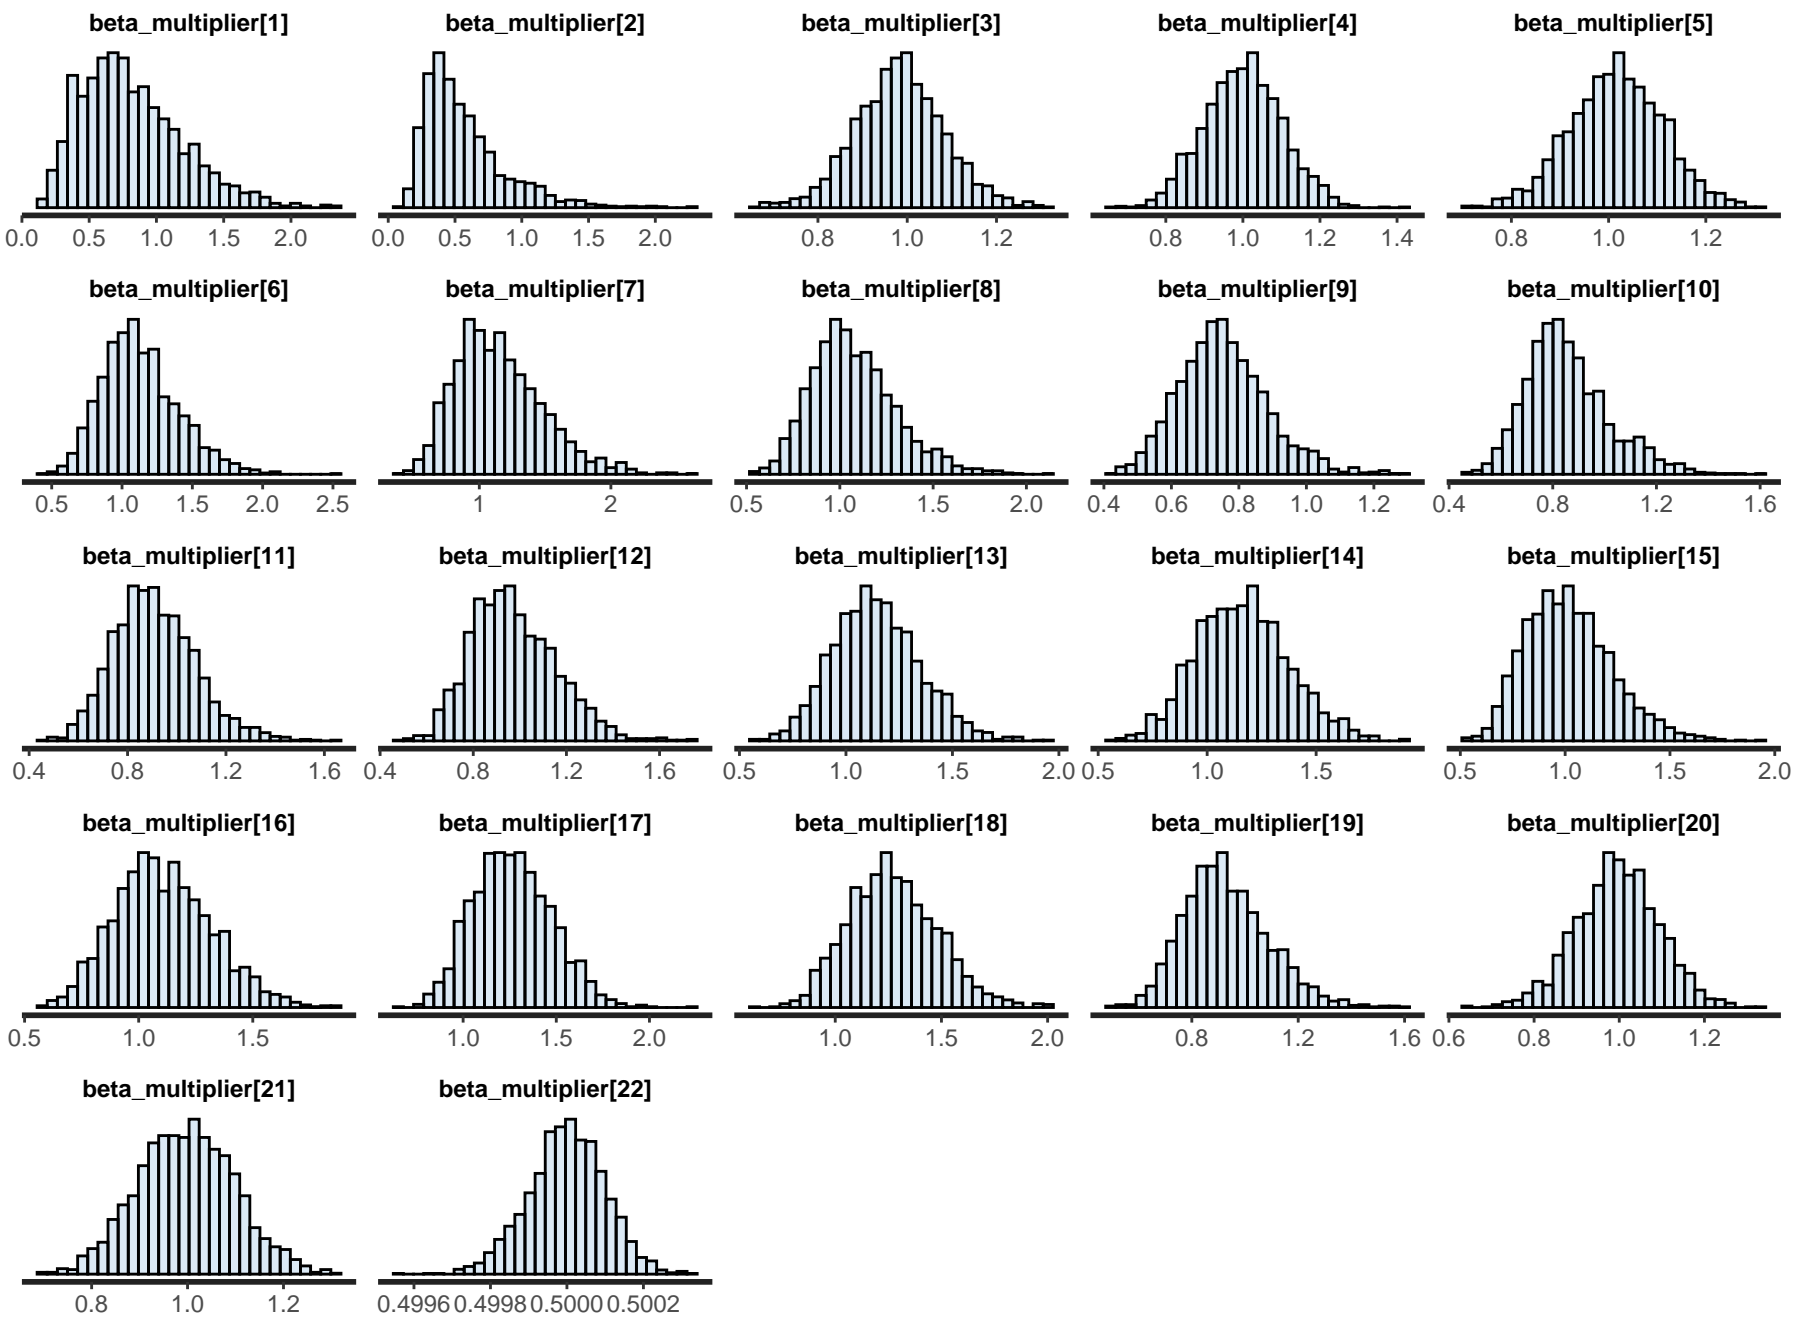 beta_multiplier[1] beta_multiplier[2] beta_multiplier[3] beta_multiplier[4] beta_multiplier[5]
0.0 0.5 1.0 1.5 2.0 0.0 0.5 1.0 1.5 2.0 0.8 1.0 1.2 0.8 1.0 1.2 1.4 0.8 1.0 1.2
beta_multiplier[6] beta_multiplier[7] beta_multiplier[8] beta_multiplier[9] beta_multiplier[10]
0.5 1.0 1.5 2.0 2.5 1 2 0.5 1.0 1.5 2.0 0.4 0.6 0.8 1.0 1.2 0.4 0.8 1.2 1.6
beta_multiplier[11] beta_multiplier[12] beta_multiplier[13] beta_multiplier[14] beta_multiplier[15]
0.4 0.8 1.2 1.6 0.4 0.8 1.2 1.6 0.5 1.0 1.5 2.0 0.5 1.0 1.5 0.5 1.0 1.5 2.0
beta_multiplier[16] beta_multiplier[17] beta_multiplier[18] beta_multiplier[19] beta_multiplier[20]
0.5 1.0 1.5 1.0 1.5 2.0 1.0 1.5 2.0 0.8 1.2 1.6 0.6 0.8 1.0 1.2
beta_multiplier[21] beta_multiplier[22]
0.8 1.0 1.2 0.4996 0.4998 0.5000 0.5002